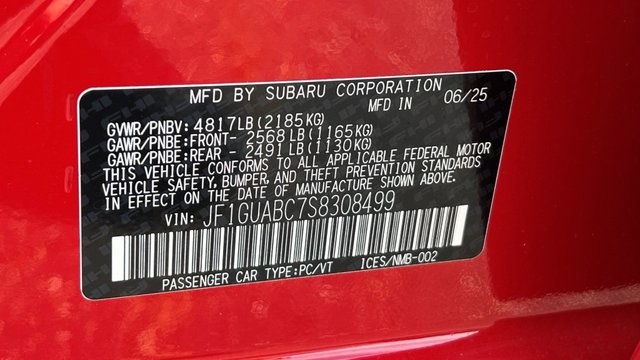 MFD BY SUBARU CORPORATION
MFD IN 06/25
GVWR/PNBV: 4817LB(2185KG)
GAWR/PNBE:FRONT- 2568LB(1165KG)
GAWR/PNBE:REAR - 2491LB(1130KG)
THIS VEHICLE CONFORMS TO ALL APPLICABLE FEDERAL MOTOR
VEHICLE SAFETY, BUMPER, AND THEFT PREVENTION STANDARDS
IN EFFECT ON THE DATE OF MANUFACTURE SHOWN ABOVE.
VIN: JF1GUABC7S8308499
PASSENGER CAR TYPE:PC/VT ICES/NMB-002